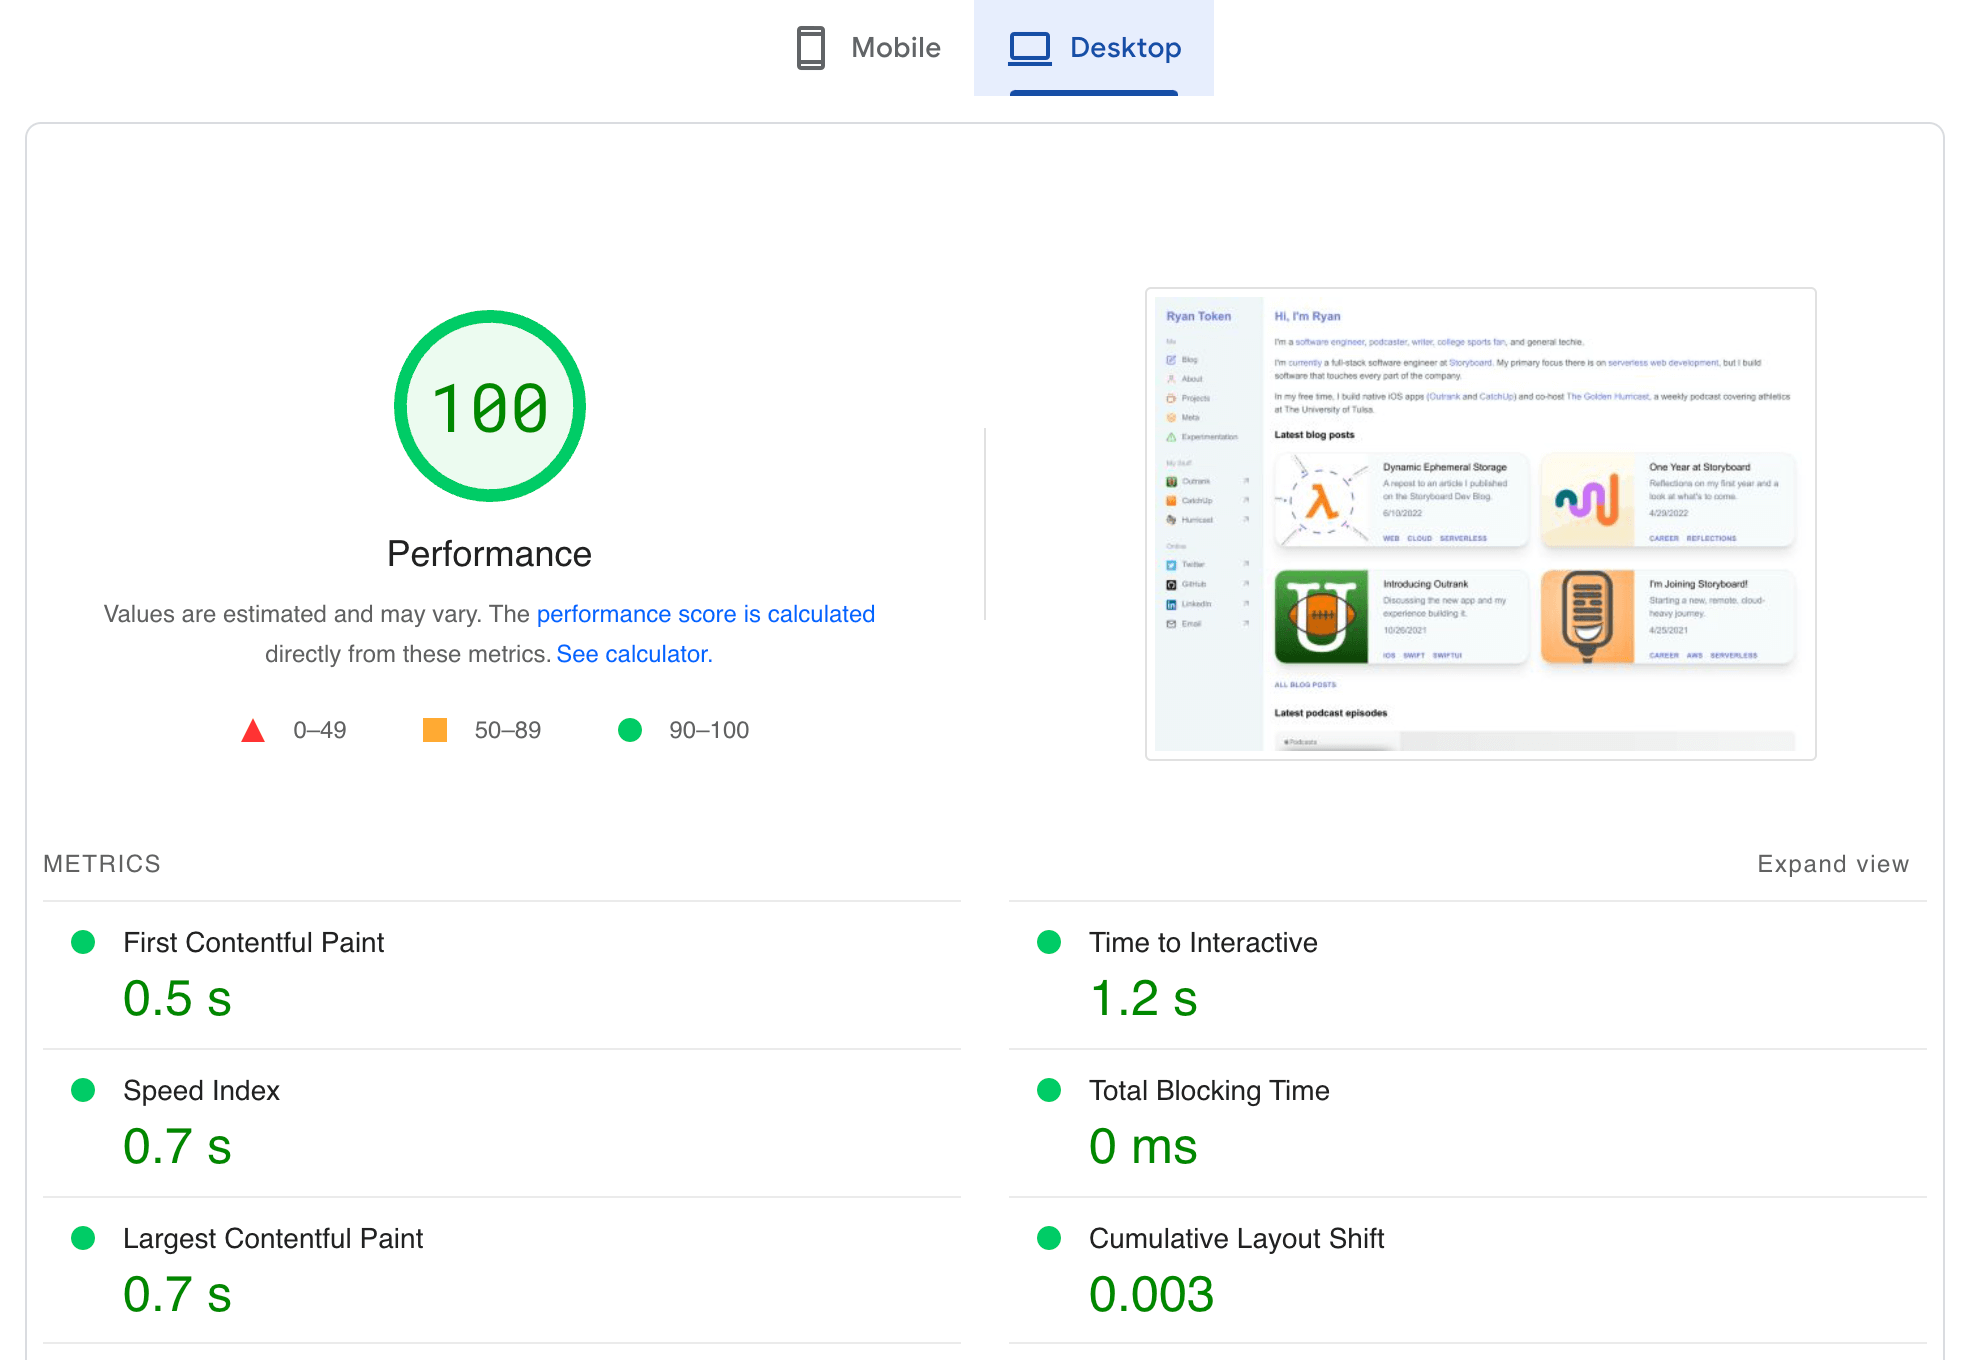 Mobile
Desktop
100
Performance
Values are estimated and may vary. The performance score is calculated
directly from these metrics. See calculator.
0–49
50–89
90–100
Ryan Token
Me
Blog
About
Projects
Meta
Experimentation
My Stuff
Outrank
CatchUp
Hurricast
Online
Twitter
GitHub
LinkedIn
Email
Hi, I'm Ryan
I'm a software engineer, podcaster, writer, college sports fan, and general techie.
I'm currently a full-stack software engineer at Storyboard. My primary focus there is on serverless web development, but I build
software that touches every part of the company.
In my free time, I build native iOS apps (Outrank and CatchUp) and co-host The Golden Hurricast, a weekly podcast covering athletics
at The University of Tulsa.
Latest blog posts
Dynamic Ephemeral Storage
A repost to an article I published
on the Storyboard Dev Blog.
6/10/2022
WEB CLOUD SERVERLESS
One Year at Storyboard
Reflections on my first year and a
look at what's to come.
4/29/2022
CAREER REFLECTIONS
Introducing Outrank
Discussing the new app and my
experience building it.
10/26/2021
IOS SWIFT SWIFTUI
I'm Joining Storyboard!
Starting a new, remote, cloud-
heavy journey.
4/25/2021
CAREER AWS SERVERLESS
ALL BLOG POSTS
Latest podcast episodes
Podcasts
METRICS
Expand view
First Contentful Paint
0.5 s
Time to Interactive
1.2 s
Speed Index
0.7 s
Total Blocking Time
0 ms
Largest Contentful Paint
0.7 s
Cumulative Layout Shift
0.003